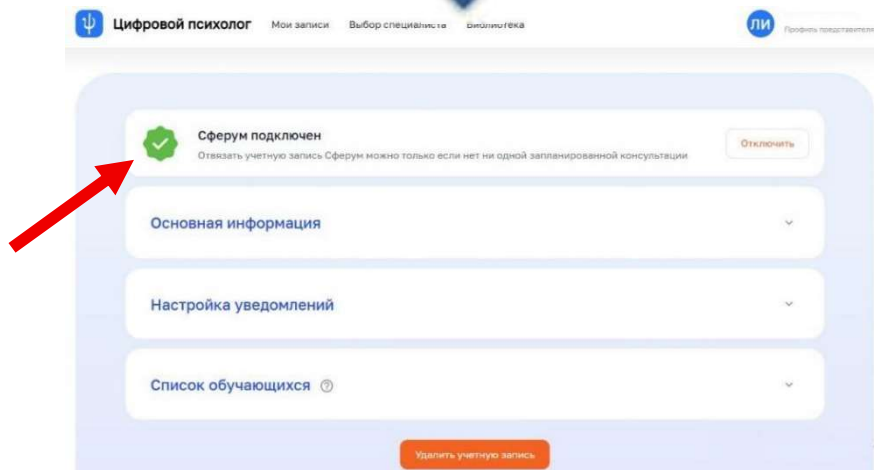 Цифровой психолог Мои записи Выбор специалиста Библиотека ЛИ
Профиль представителя
Сферум подключен
Отвязать учетную запись Сферум можно только если нет ни одной запланированной консультации
Отключить
Основная информация
Настройка уведомлений
Список обучающихся ?
Удалить учетную запись